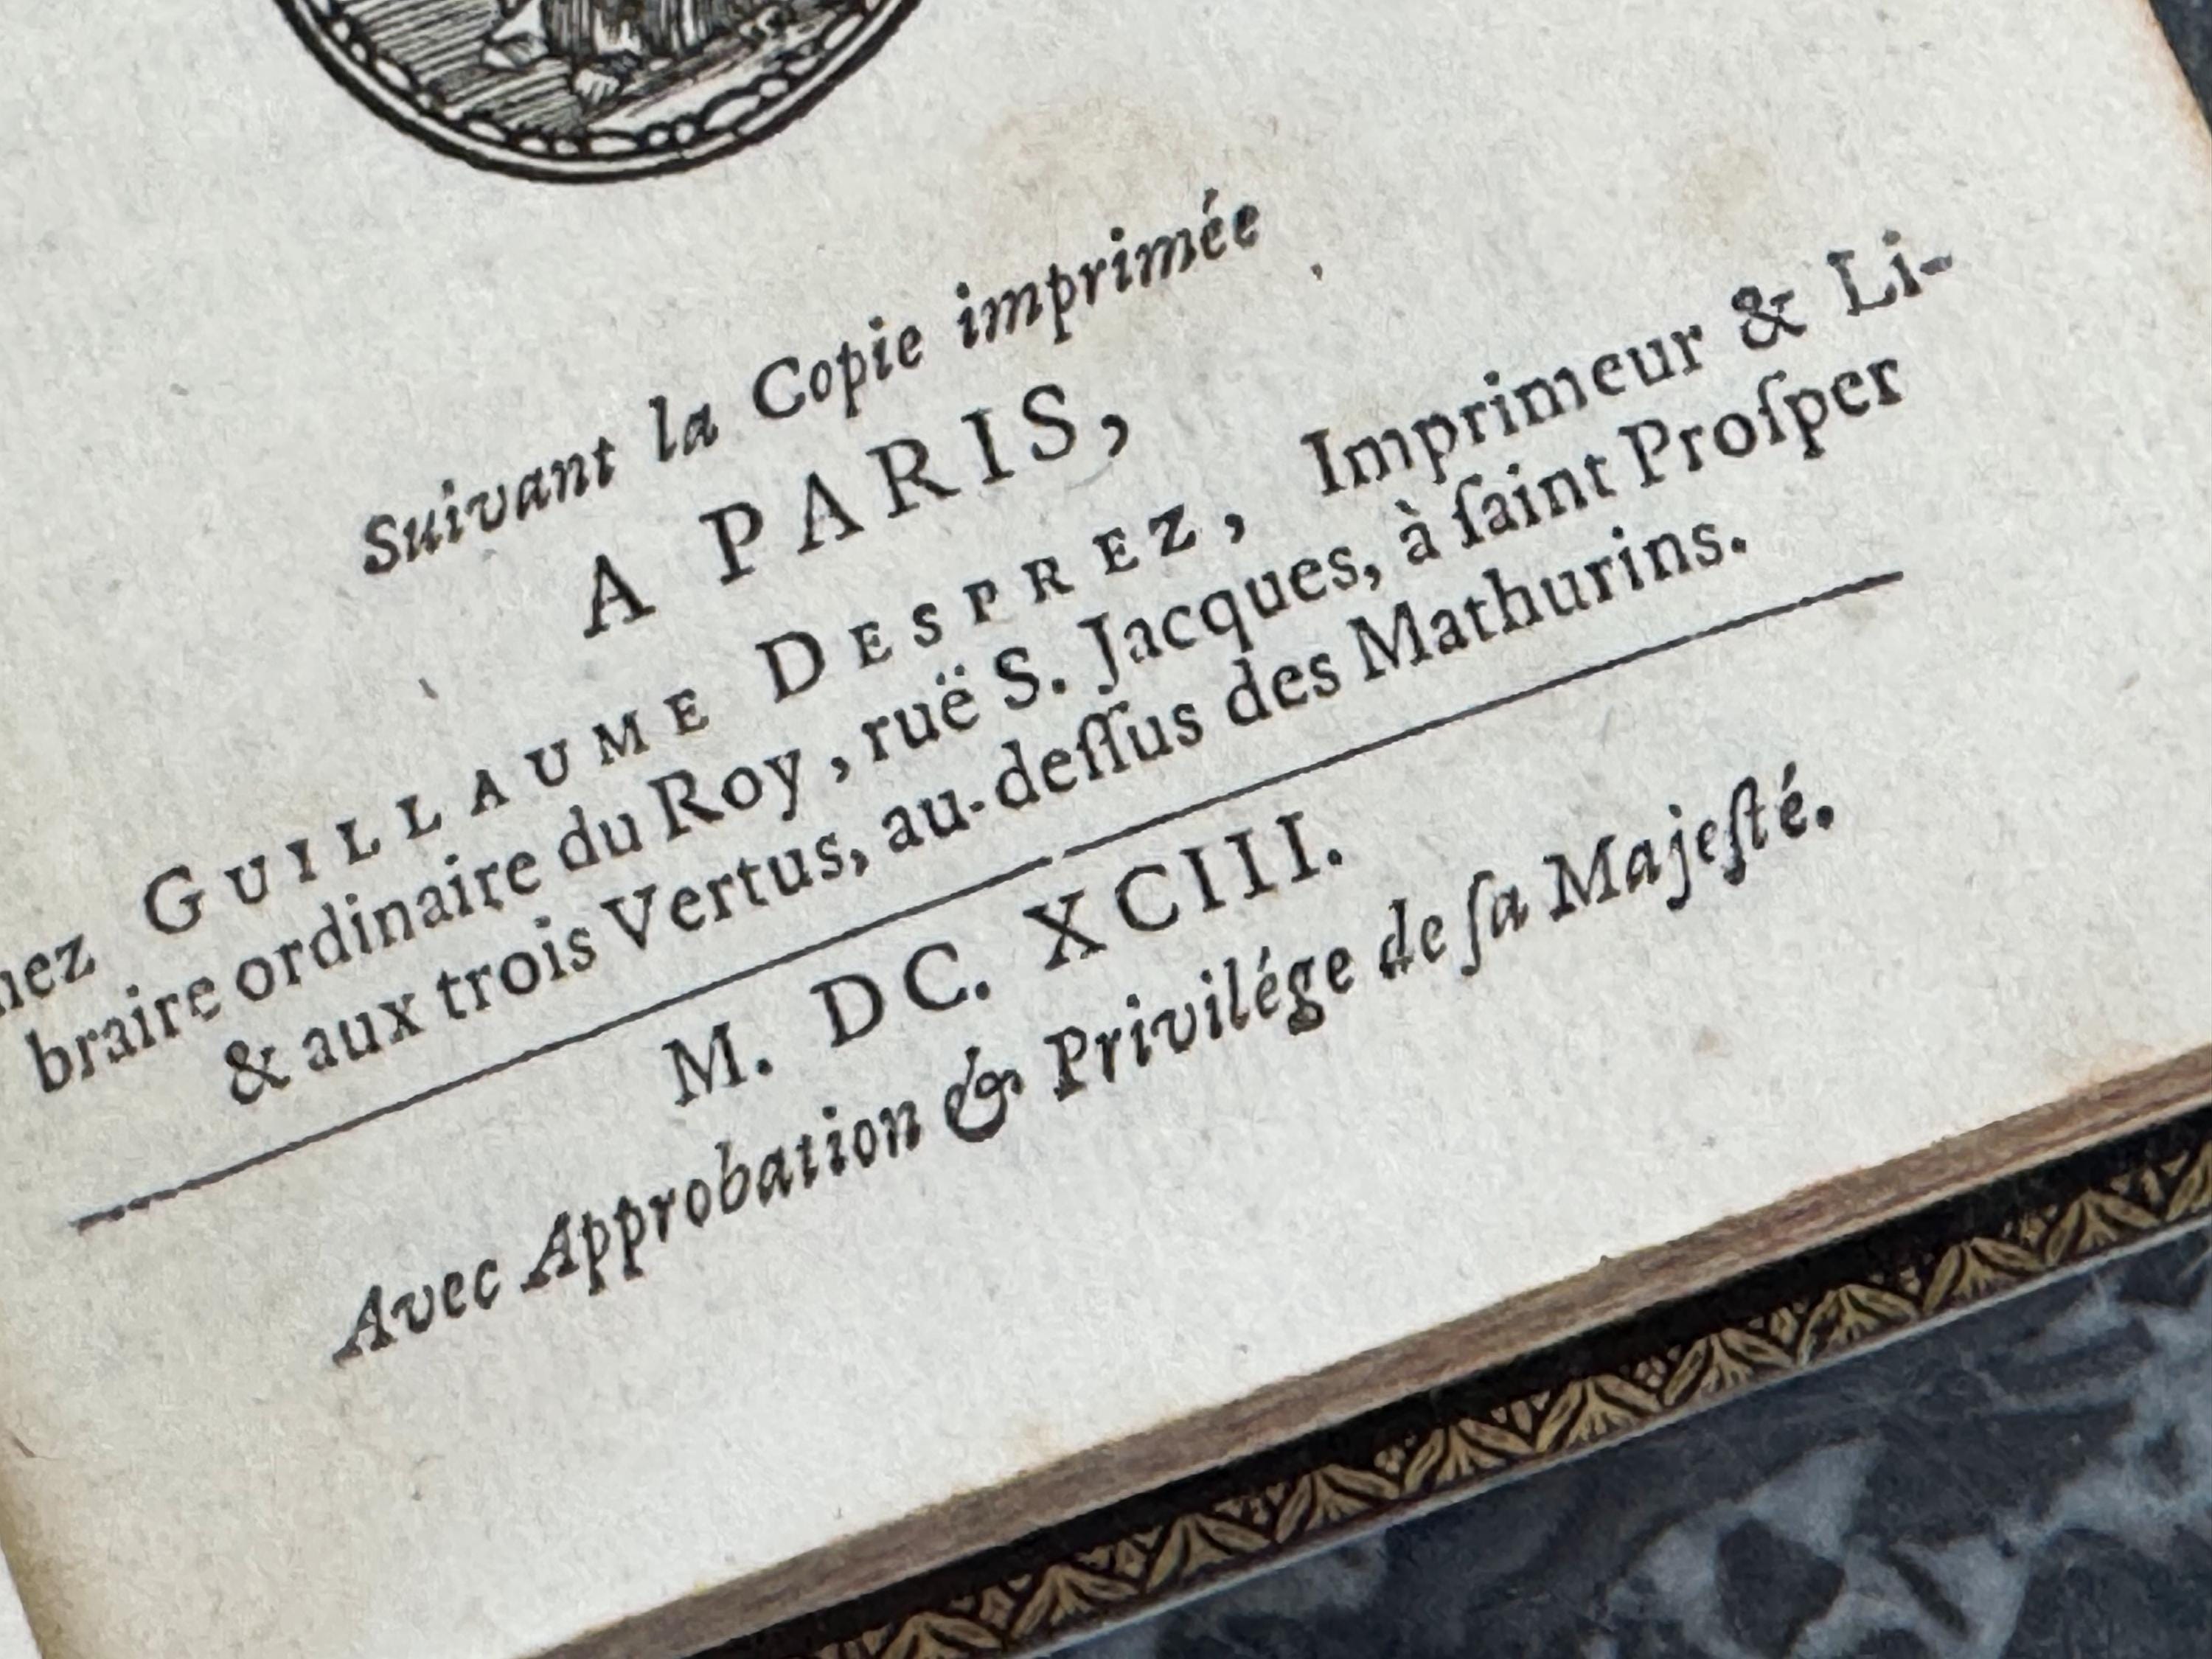 Suivant la Copie imprimée
A PARIS,
hez GUILLAUME DESPREZ, Imprimeur & Li-
braire ordinaire du Roy, ruë S. Jacques, à ſaint Proſper
& aux trois Vertus, au-deſſus des Mathurins.
M. DC. XCIII.
Avec Approbation & Privilége de ſa Majeſté.